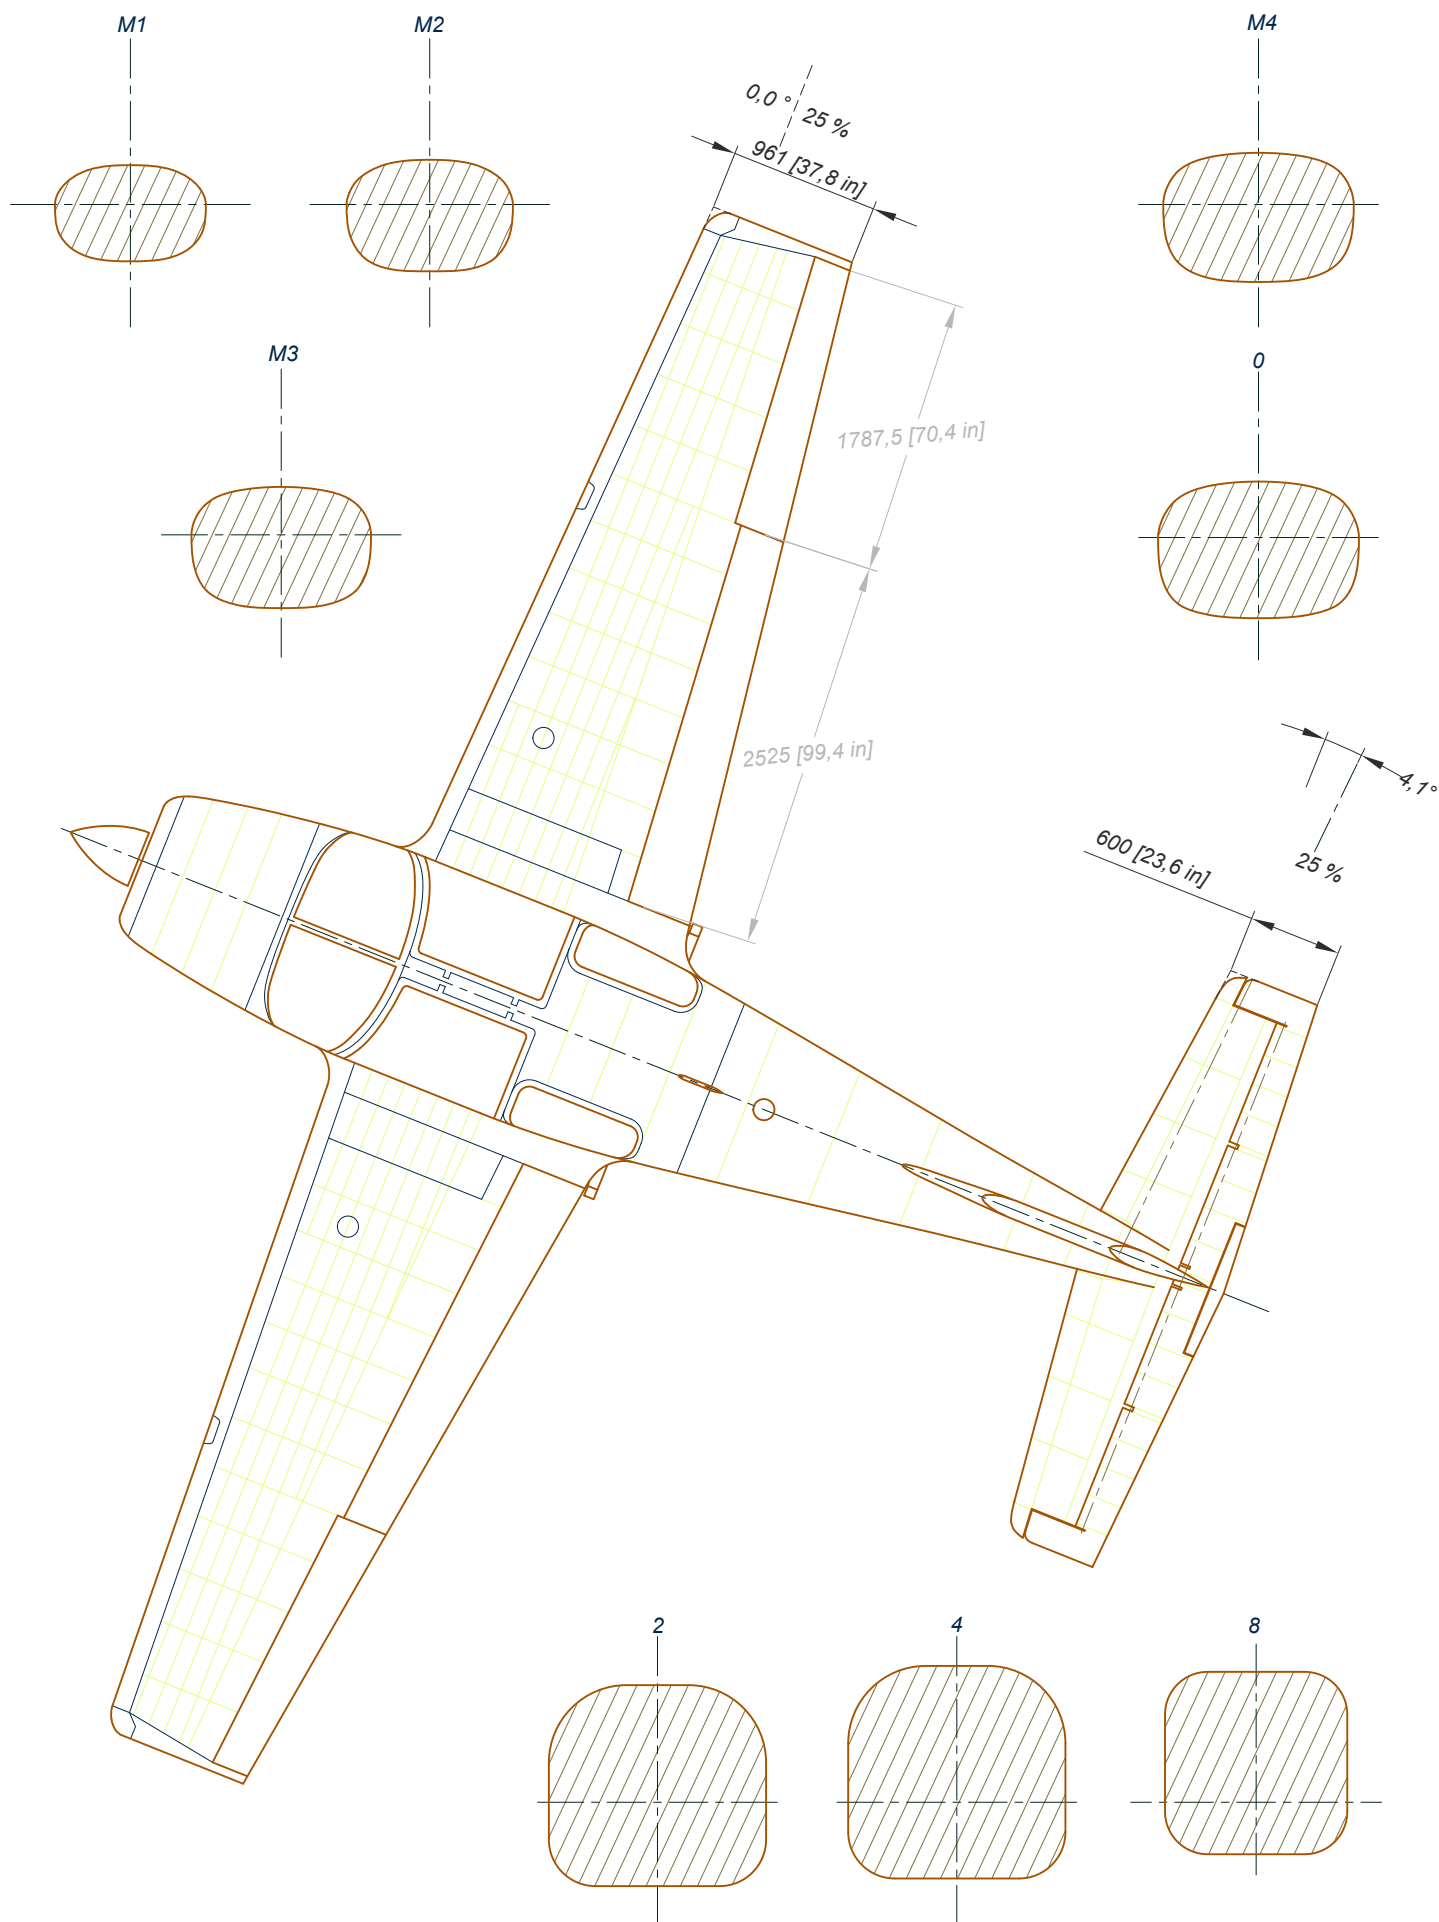 M1
M2
M4
0,0 ° 25 %
961 [37,8 in]
M3
0
1787,5 [70,4 in]
2525 [99,4 in]
4,1°
600 [23,6 in]
25 %
2
4
8